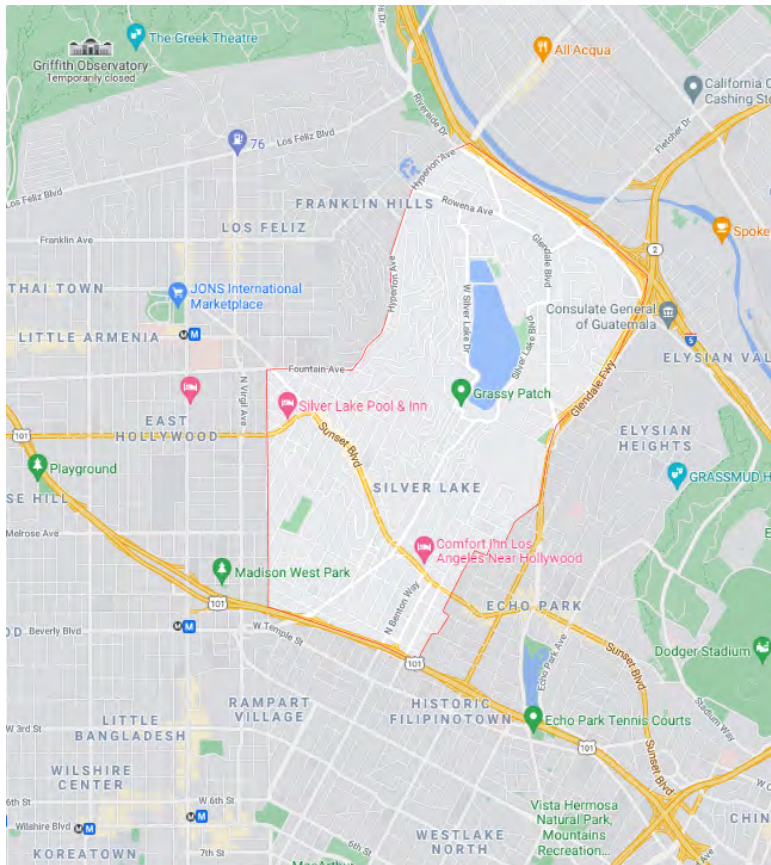 The Greek Theatre
Griffith Observatory
Temporarily closed
All'Acqua
California C
Cashing Sto
Riverside Dr
Fletcher Dr
76
Los Feliz Blvd
Hyperion Ave
Los Feliz Blvd
FRANKLIN HILLS
Rowena Ave
LOS FELIZ
Franklin Ave
Glendale Blvd
2
Spoke
THAI TOWN
JONS International
Marketplace
Hyperion Ave
W Silver Lake Dr
Consulate General
of Guatemala
LITTLE ARMENIA
M
Silver Lake Blvd
5
ELYSIAN VAL
Fountain Ave
N Virgil Ave
Grassy Patch
Glendale Fwy
Silver Lake Pool & Inn
EAST
HOLLYWOOD
101
Sunset Blvd
ELYSIAN
HEIGHTS
Playground
GRASSMUD H
SE HILL
SILVER LAKE
Melrose Ave
Comfort Inn Los
Angeles Near Hollywood
Madison West Park
101
N Benton Way
ECHO PARK
OD
Beverly Blvd
M
W Temple St
101
Echo Park Ave
Sunset Blvd
Dodger Stadium
RAMPART
VILLAGE
HISTORIC
FILIPINOTOWN
Stadium Way
LITTLE
BANGLADESH
W 3rd St
Echo Park Tennis Courts
101
Sunset Blvd
WILSHIRE
CENTER
6th St
W 6th St
Wilshire Blvd
M
M
Vista Hermosa
Natural Park,
Mountains
Recreation...
CHIN
7th St
6th St
WESTLAKE
NORTH
KOREATOWN